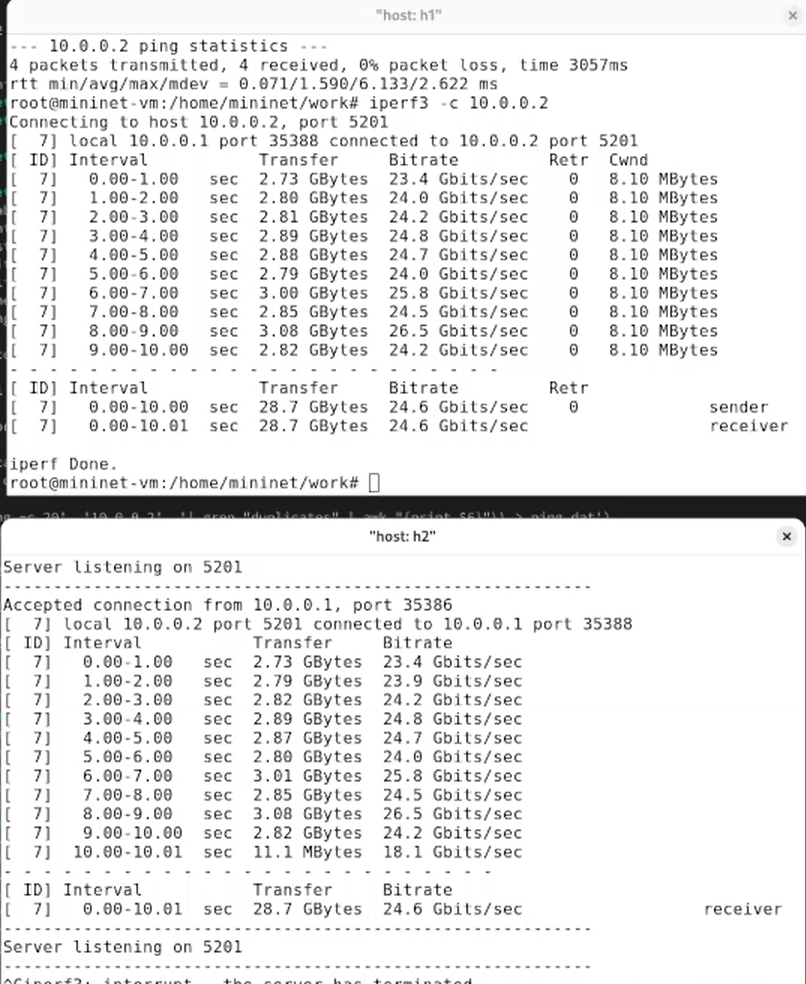 "host: h1"
--- 10.0.0.2 ping statistics ---
4 packets transmitted, 4 received, 0% packet loss, time 3057ms
rtt min/avg/max/mdev = 0.071/1.590/6.133/2.622 ms
root@mininet-vm:/home/mininet/work# iperf3 -c 10.0.0.2
Connecting to host 10.0.0.2, port 5201
[  7] local 10.0.0.1 port 35388 connected to 10.0.0.2 port 5201
[ ID] Interval           Transfer     Bitrate         Retr  Cwnd
[  7]   0.00-1.00   sec  2.73 GBytes  23.4 Gbits/sec    0   8.10 MBytes
[  7]   1.00-2.00   sec  2.80 GBytes  24.0 Gbits/sec    0   8.10 MBytes
[  7]   2.00-3.00   sec  2.81 GBytes  24.2 Gbits/sec    0   8.10 MBytes
[  7]   3.00-4.00   sec  2.89 GBytes  24.8 Gbits/sec    0   8.10 MBytes
[  7]   4.00-5.00   sec  2.88 GBytes  24.7 Gbits/sec    0   8.10 MBytes
[  7]   5.00-6.00   sec  2.79 GBytes  24.0 Gbits/sec    0   8.10 MBytes
[  7]   6.00-7.00   sec  3.00 GBytes  25.8 Gbits/sec    0   8.10 MBytes
[  7]   7.00-8.00   sec  2.85 GBytes  24.5 Gbits/sec    0   8.10 MBytes
[  7]   8.00-9.00   sec  3.08 GBytes  26.5 Gbits/sec    0   8.10 MBytes
[  7]   9.00-10.00  sec  2.82 GBytes  24.2 Gbits/sec    0   8.10 MBytes
- - - - - - - - - - - - - - - - - - - - - - - - -
[ ID] Interval           Transfer     Bitrate         Retr
[  7]   0.00-10.00  sec  28.7 GBytes  24.6 Gbits/sec    0             sender
[  7]   0.00-10.01  sec  28.7 GBytes  24.6 Gbits/sec                  receiver
iperf Done.
root@mininet-vm:/home/mininet/work#
"host: h2"
Server listening on 5201
-----------------------------------------------------------
Accepted connection from 10.0.0.1, port 35386
[  7] local 10.0.0.2 port 5201 connected to 10.0.0.1 port 35388
[ ID] Interval           Transfer     Bitrate
[  7]   0.00-1.00   sec  2.73 GBytes  23.4 Gbits/sec
[  7]   1.00-2.00   sec  2.79 GBytes  23.9 Gbits/sec
[  7]   2.00-3.00   sec  2.82 GBytes  24.2 Gbits/sec
[  7]   3.00-4.00   sec  2.89 GBytes  24.8 Gbits/sec
[  7]   4.00-5.00   sec  2.87 GBytes  24.7 Gbits/sec
[  7]   5.00-6.00   sec  2.80 GBytes  24.0 Gbits/sec
[  7]   6.00-7.00   sec  3.01 GBytes  25.8 Gbits/sec
[  7]   7.00-8.00   sec  2.85 GBytes  24.5 Gbits/sec
[  7]   8.00-9.00   sec  3.08 GBytes  26.5 Gbits/sec
[  7]   9.00-10.00  sec  2.82 GBytes  24.2 Gbits/sec
[  7]  10.00-10.01  sec  11.1 MBytes  18.1 Gbits/sec
- - - - - - - - - - - - - - - - - - - - - - - - -
[ ID] Interval           Transfer     Bitrate
[  7]   0.00-10.01  sec  28.7 GBytes  24.6 Gbits/sec                  receiver
-----------------------------------------------------------
Server listening on 5201
-----------------------------------------------------------
^Ciperf3: interrupt - the server has terminated